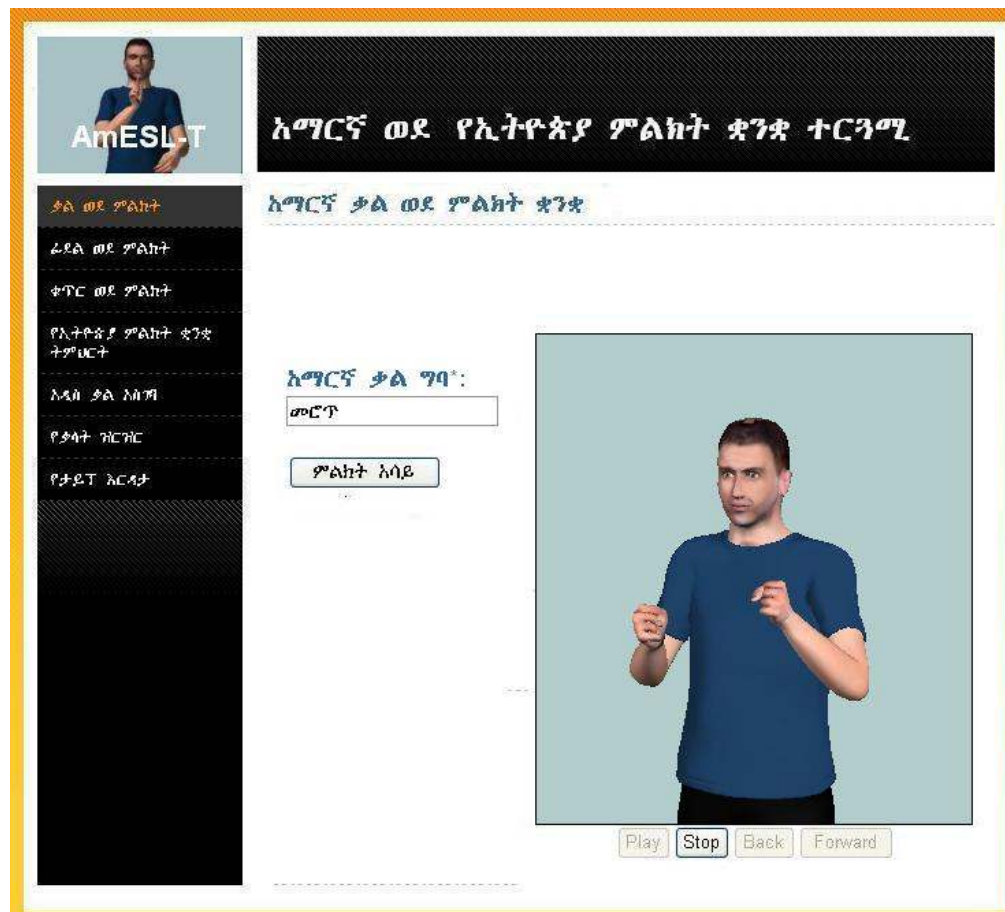 AmESL-T
አማርኛ ወደ የኢትዮጵያ ምልክት ቋንቋ ተርጓሚ
ቃል ወደ ምልክት
ፊደል ወደ ምልክት
ቁጥር ወደ ምልክት
የኢትዮጵያ ምልክት ቋንቋ
ትምህርት
አዲስ ቃል አስገባ
የቃላት ዝርዝር
የታይፕ እርዳታ
አማርኛ ቃል ወደ ምልክት ቋንቋ
አማርኛ ቃል ግባ*:
መሮጥ
ምልክት አሳይ
Play Stop Back Forward